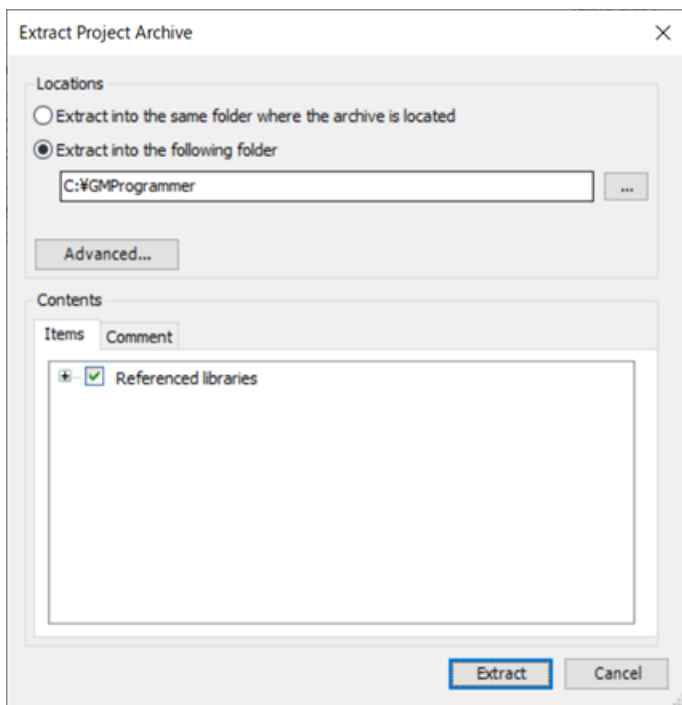 Extract Project Archive
Locations
Extract into the same folder where the archive is located
Extract into the following folder
C:¥GMProgrammer
...
Advanced...
Contents
Items Comment
Referenced libraries
Extract Cancel